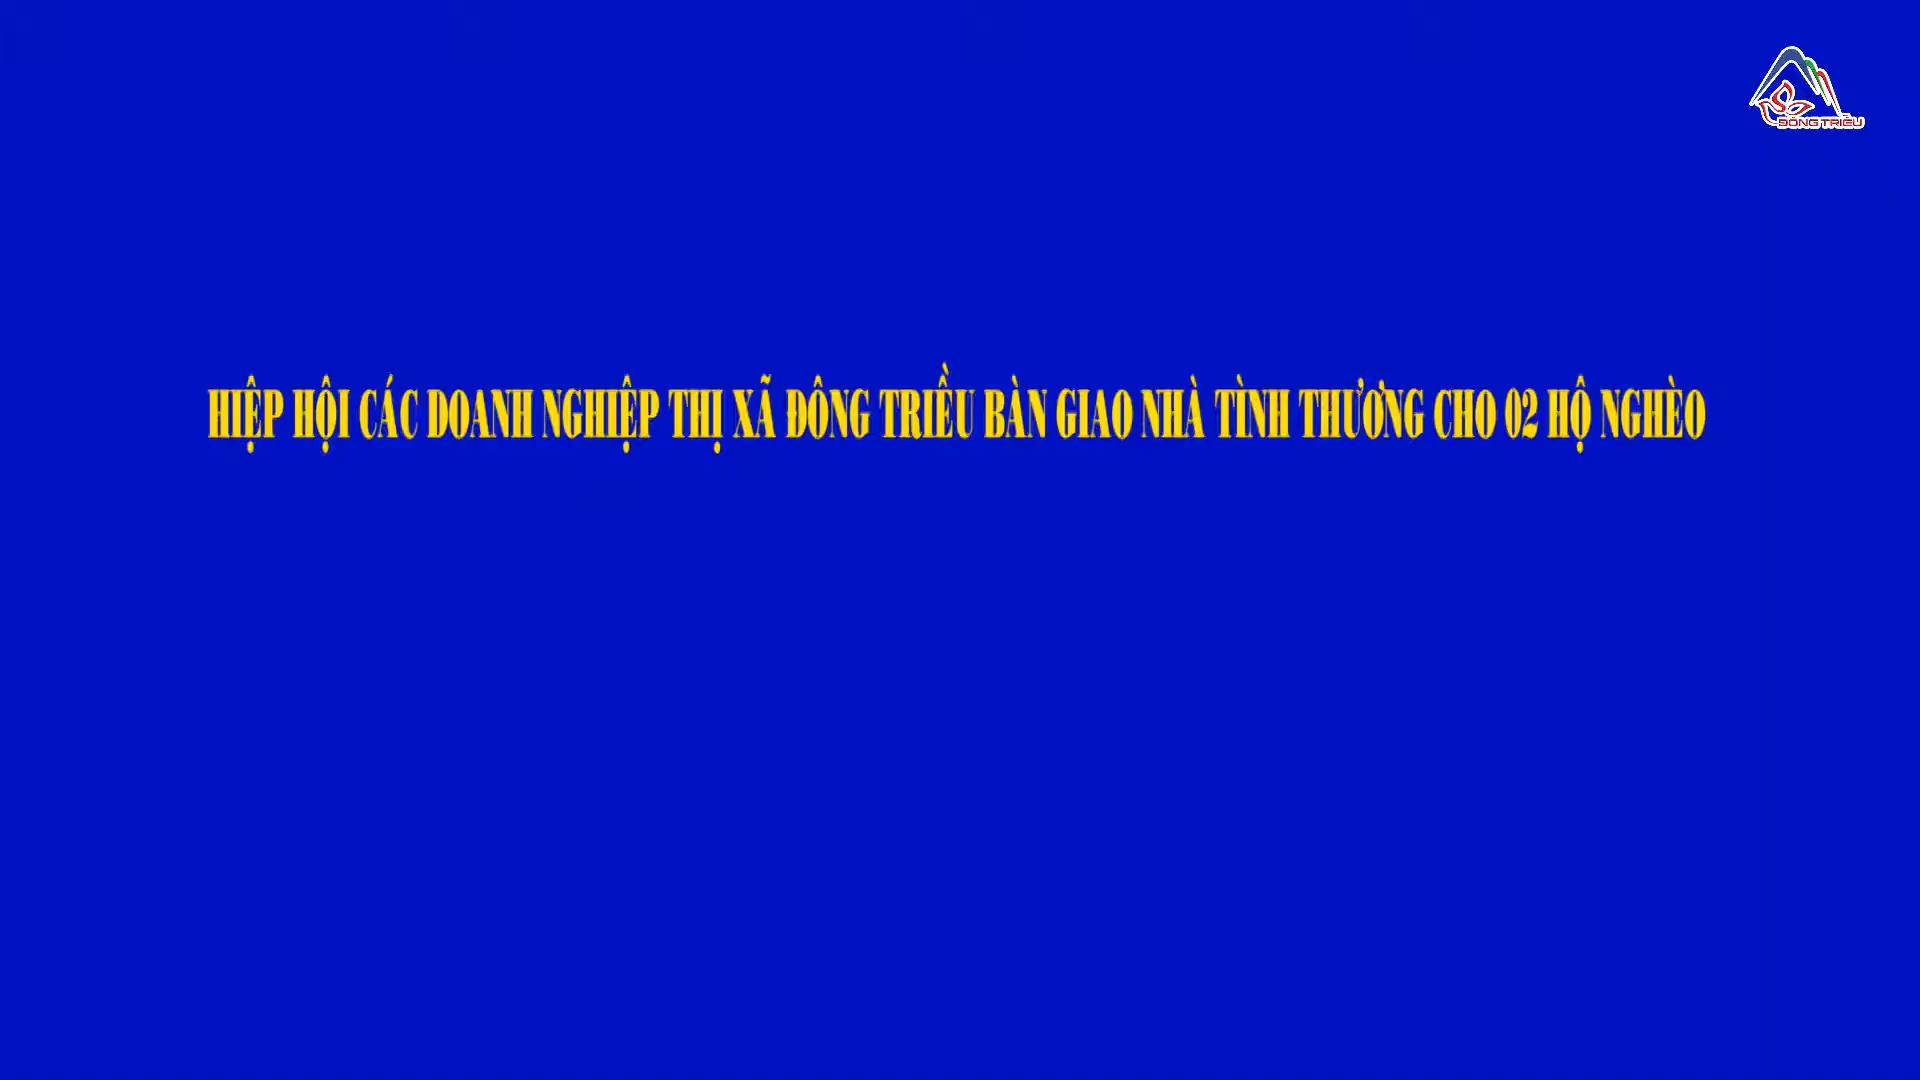 ĐÔNG TRIỀU
HIỆP HỘI CÁC DOANH NGHIỆP THỊ XÃ ĐÔNG TRIỀU BÀN GIAO NHÀ TÌNH THƯƠNG CHO 02 HỘ NGHÈO